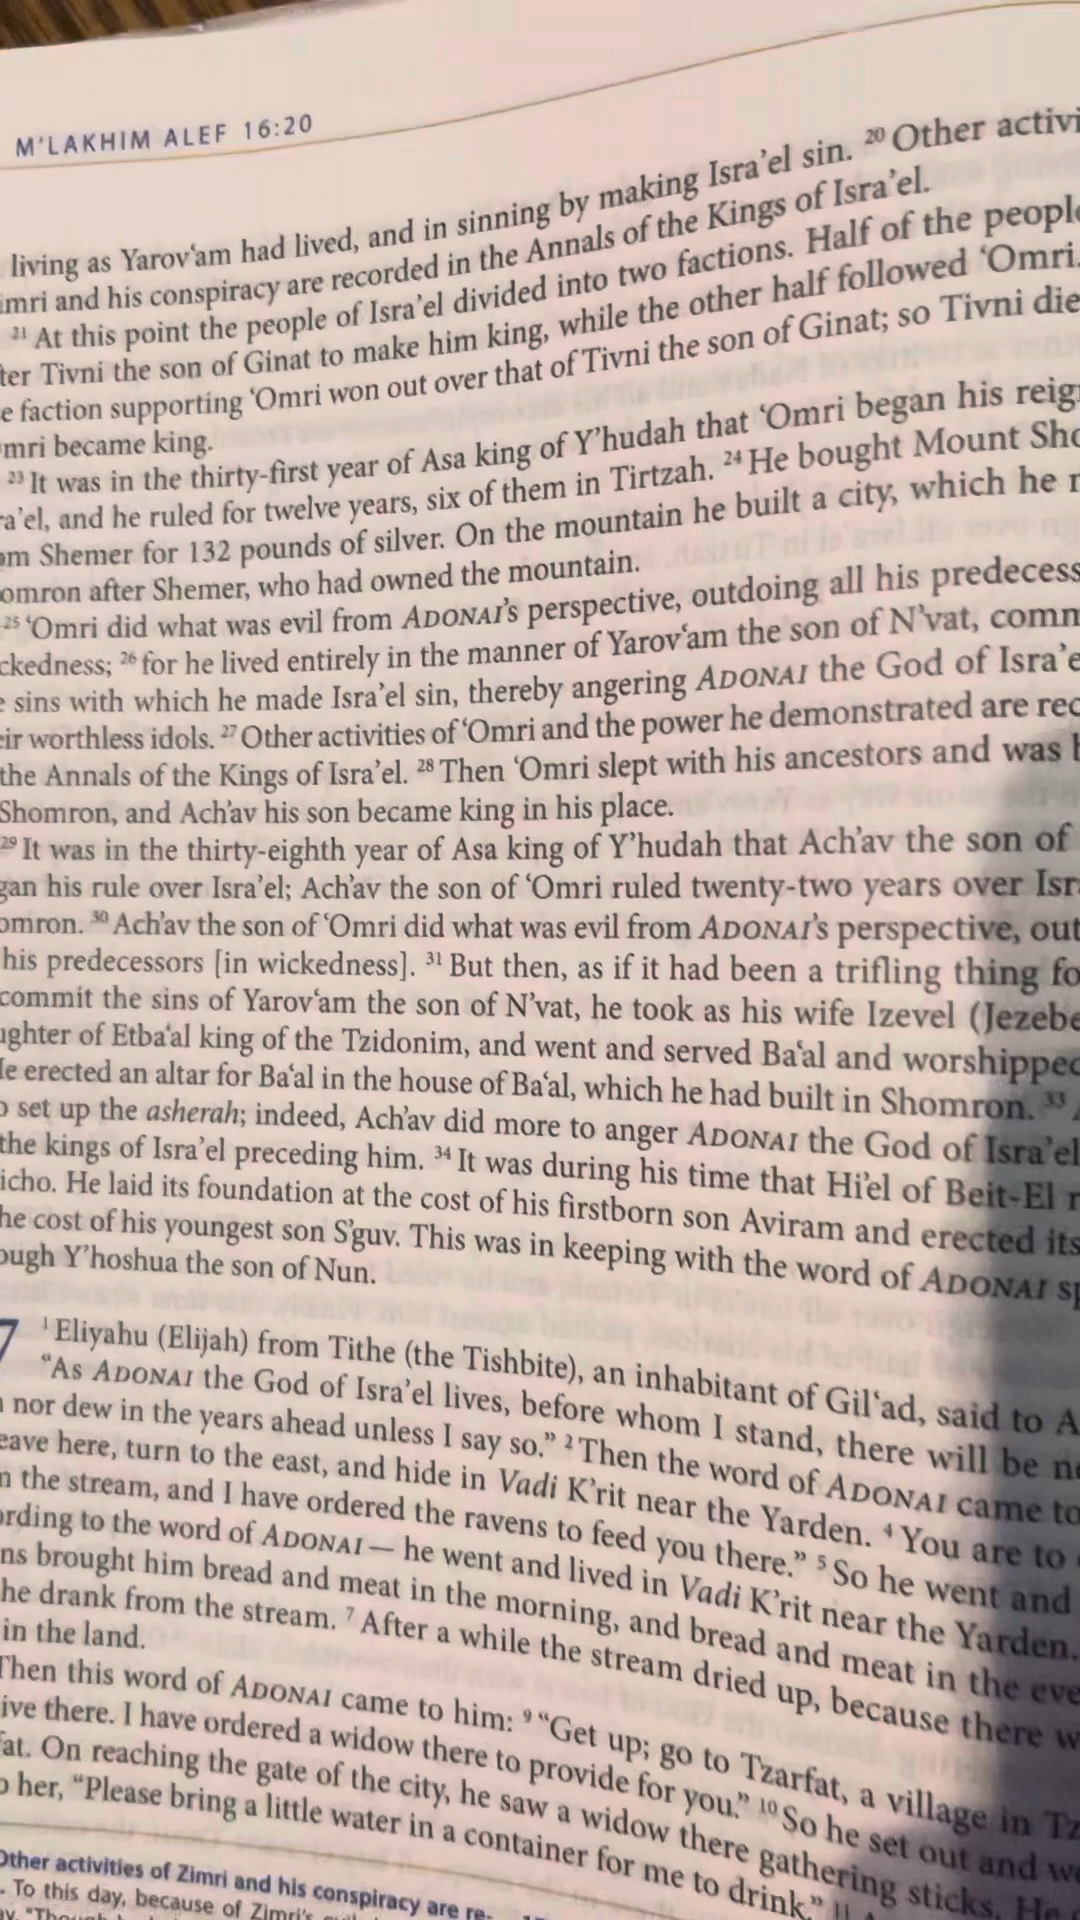 M'LAKHIM ALEF 16:20
living as Yarov‘am had lived, and in sinning by making Isra’el sin. 20 Other activi
mri and his conspiracy are recorded in the Annals of the Kings of Isra’el.
21 At this point the people of Isra’el divided into two factions. Half of the people
ter Tivni the son of Ginat to make him king, while the other half followed ‘Omri.
e faction supporting ‘Omri won out over that of Tivni the son of Ginat; so Tivni die
mri became king.
23 It was in the thirty-first year of Asa king of Y’hudah that ‘Omri began his reig
ra’el, and he ruled for twelve years, six of them in Tirtzah. 24 He bought Mount Sho
om Shemer for 132 pounds of silver. On the mountain he built a city, which he
omron after Shemer, who had owned the mountain.
25 ‘Omri did what was evil from ADONAI’s perspective, outdoing all his predecess
ckedness; 26 for he lived entirely in the manner of Yarov‘am the son of N’vat, comm
e sins with which he made Isra’el sin, thereby angering ADONAI the God of Isra’e
eir worthless idols. 27 Other activities of ‘Omri and the power he demonstrated are rec
the Annals of the Kings of Isra’el. 28 Then ‘Omri slept with his ancestors and was
Shomron, and Ach’av his son became king in his place.
29 It was in the thirty-eighth year of Asa king of Y’hudah that Ach’av the son of
gan his rule over Isra’el; Ach’av the son of ‘Omri ruled twenty-two years over Isr
omron. 30 Ach’av the son of ‘Omri did what was evil from ADONAI’s perspective, out
his predecessors [in wickedness]. 31 But then, as if it had been a trifling thing fo
commit the sins of Yarov‘am the son of N’vat, he took as his wife Izevel (Jezebe
ughter of Etba‘al king of the Tzidonim, and went and served Ba‘al and worshipped
He erected an altar for Ba‘al in the house of Ba‘al, which he had built in Shomron. 33
o set up the asherah; indeed, Ach’av did more to anger ADONAI the God of Isra’el
the kings of Isra’el preceding him. 34 It was during his time that Hi’el of Beit-El r
icho. He laid its foundation at the cost of his firstborn son Aviram and erected its
he cost of his youngest son S’guv. This was in keeping with the word of ADONAI sp
ough Y’hoshua the son of Nun.
7 1 Eliyahu (Elijah) from Tithe (the Tishbite), an inhabitant of Gil‘ad, said to A
“As ADONAI the God of Isra’el lives, before whom I stand, there will be ne
n nor dew in the years ahead unless I say so.” 2 Then the word of ADONAI came to
eave here, turn to the east, and hide in Vadi K’rit near the Yarden. 4 You are to
m the stream, and I have ordered the ravens to feed you there.” 5 So he went and
ording to the word of ADONAI — he went and lived in Vadi K’rit near the Yarden.
ns brought him bread and meat in the morning, and bread and meat in the eve
he drank from the stream. 7 After a while the stream dried up, because there w
in the land.
Then this word of ADONAI came to him: 9 “Get up; go to Tzarfat, a village in Tz
ive there. I have ordered a widow there to provide for you.” 10 So he set out and we
fat. On reaching the gate of the city, he saw a widow there gathering sticks. He
o her, “Please bring a little water in a container for me to drink.” 11
Other activities of Zimri and his conspiracy are re-
. To this day, because of Zimri’s